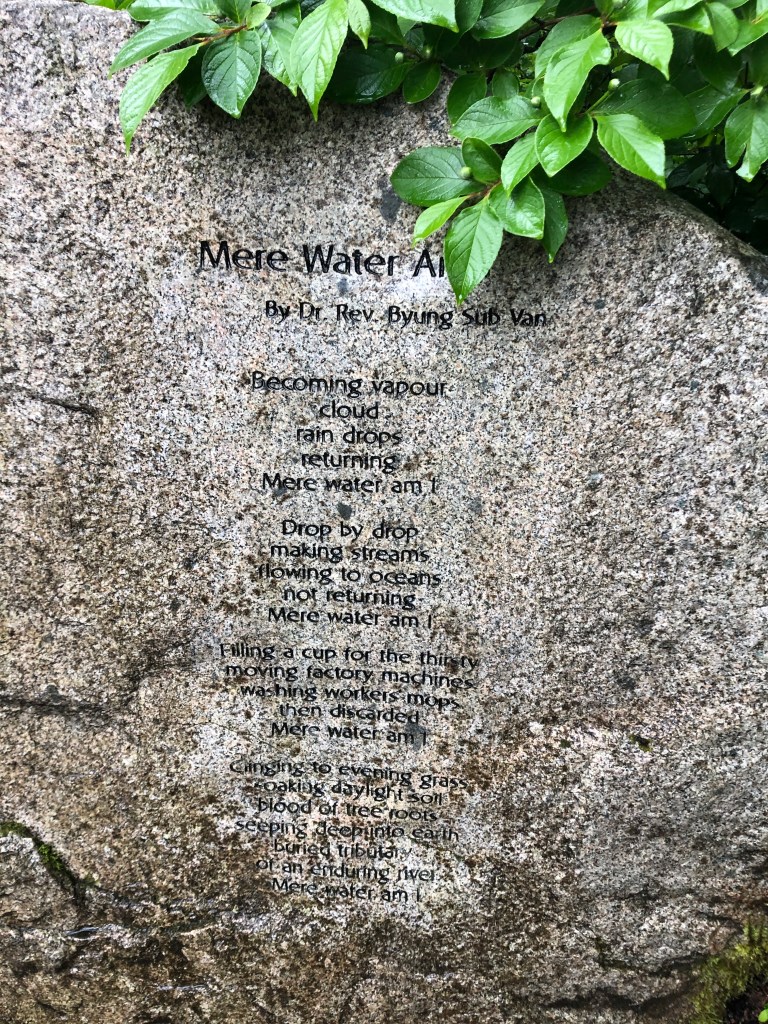 Mere Water
By Dr. Rev. Byung Sub Van
Becoming vapour
cloud
rain drops
returning
Mere water am I
Drop by drop
making streams
flowing to oceans
not returning
Mere water am I
Filling a cup for the thirsty
moving factory machines
washing workers mops
then discarded
Mere water am I
Clinging to evening grass
soaking daylight soil
blood of tree roots
seeping deep into earth
buried tributary
of an enduring river
Mere water am I